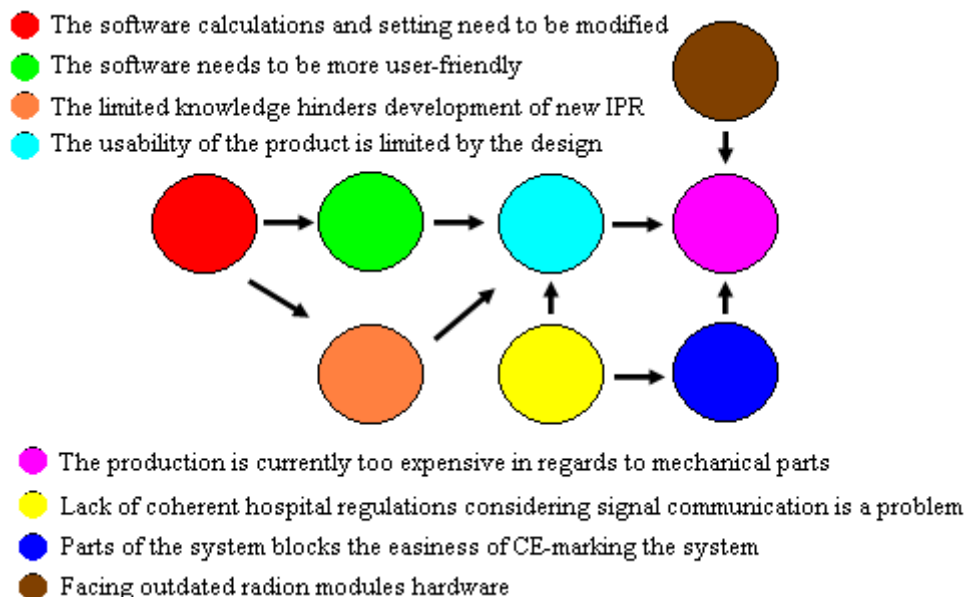 The software calculations and setting need to be modified
The software needs to be more user-friendly
The limited knowledge hinders development of new IPR
The usability of the product is limited by the design
The production is currently too expensive in regards to mechanical parts
Lack of coherent hospital regulations considering signal communication is a problem
Parts of the system blocks the easiness of CE-marking the system
Facing outdated radion modules hardware